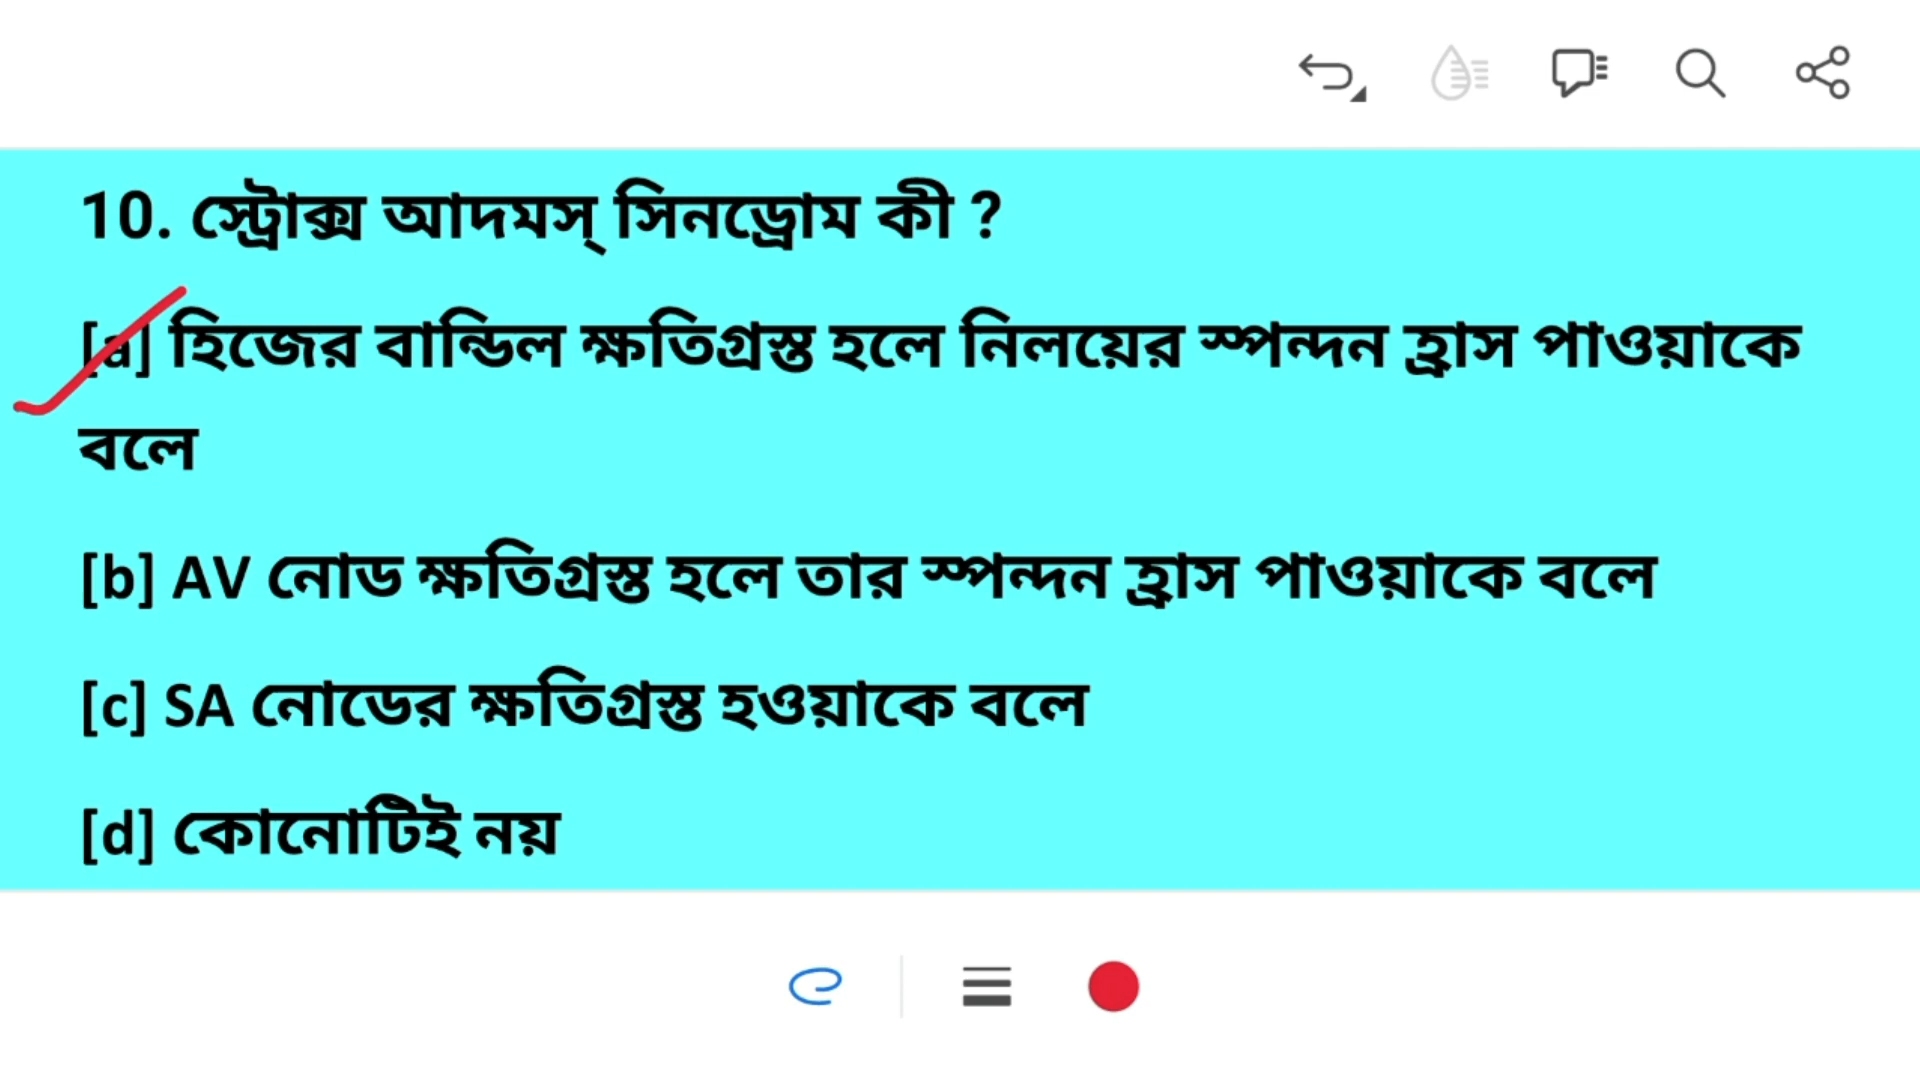 10. স্ট্রোক্স আদমস্ সিনড্রোম কী ?
[a] হিজের বান্ডিল ক্ষতিগ্রস্ত হলে নিলয়ের স্পন্দন হ্রাস পাওয়াকে
বলে
[b] AV নোড ক্ষতিগ্রস্ত হলে তার স্পন্দন হ্রাস পাওয়াকে বলে
[c] SA নোডের ক্ষতিগ্রস্ত হওয়াকে বলে
[d] কোনোটিই নয়